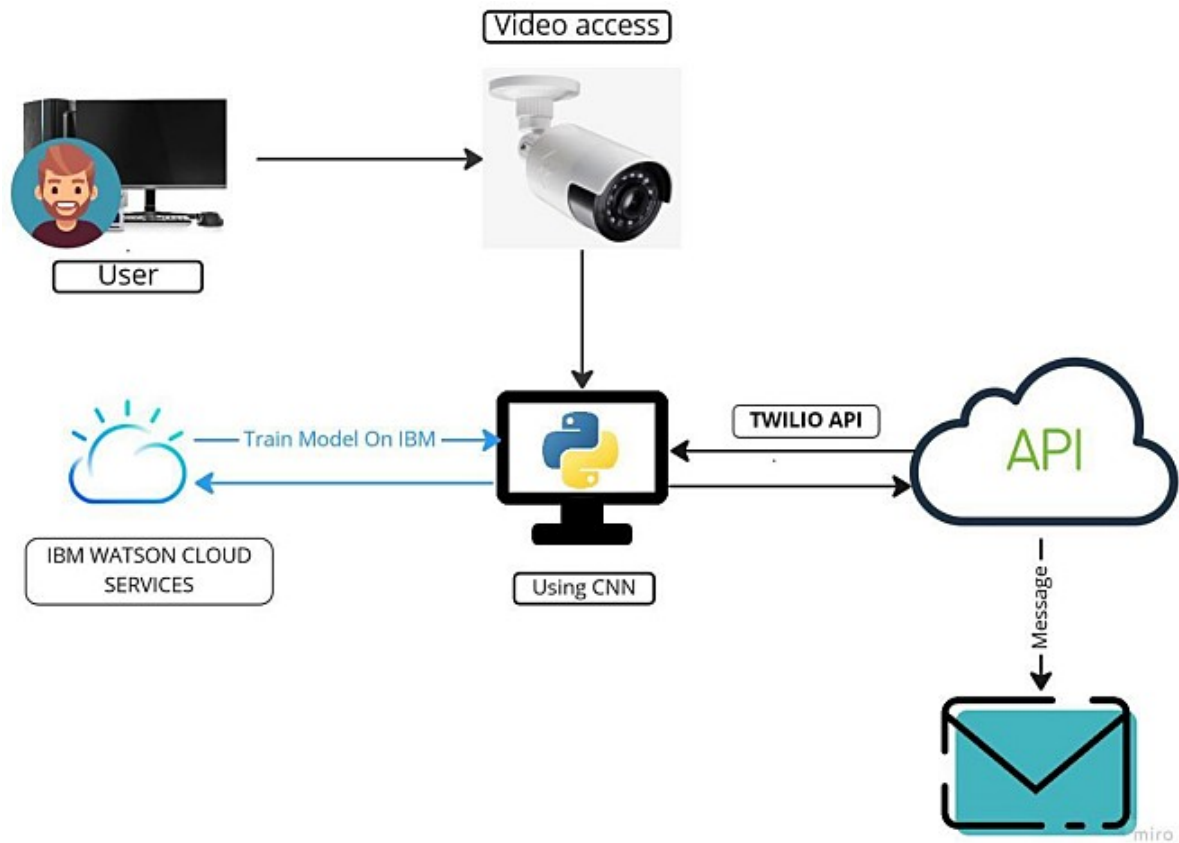 Video access
User
Train Model On IBM
TWILIO API
API
IBM WATSON CLOUD
SERVICES
Using CNN
Message
miro